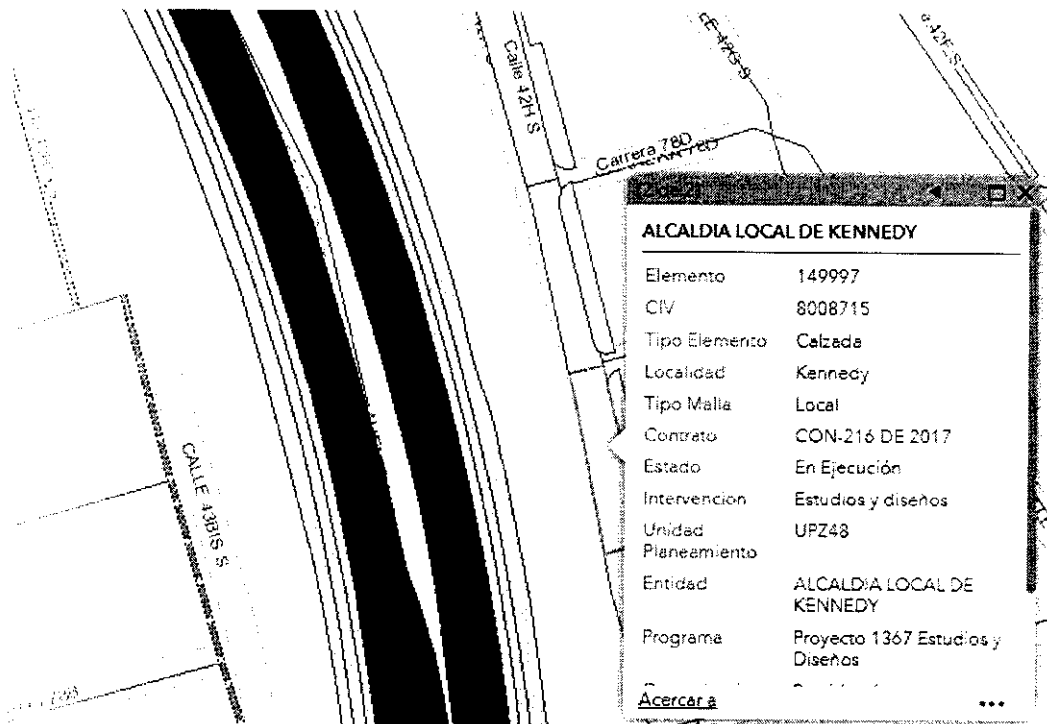 Calle 42H S
Carrera 78D
CALLE 43BIS S
ALCALDIA LOCAL DE KENNEDY
Elemento 149997
CIV 8008715
Tipo Elemento Calzada
Localidad Kennedy
Tipo Malla Local
Contrato CON-216 DE 2017
Estado En Ejecución
Intervencion Estudios y diseños
Unidad UPZ48
Planeamiento
Entidad ALCALDIA LOCAL DE
KENNEDY
Programa Proyecto 1367 Estudios y
Diseños
Acercar a